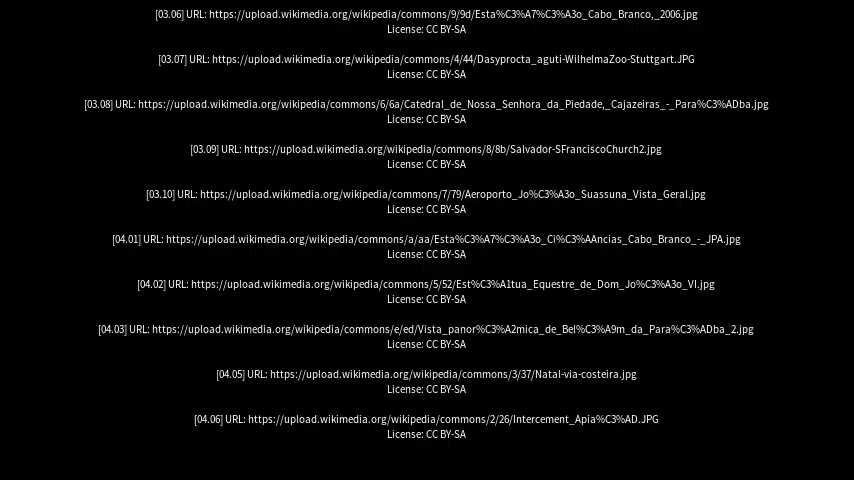 [03.06] URL: https://upload.wikimedia.org/wikipedia/commons/9/9d/Esta%C3%A7%C3%A3o_Cabo_Branco,_2006.jpg
License: CC BY-SA
[03.07] URL: https://upload.wikimedia.org/wikipedia/commons/4/44/Dasyprocta_aguti-WilhelmaZoo-Stuttgart.JPG
License: CC BY-SA
[03.08] URL: https://upload.wikimedia.org/wikipedia/commons/6/6a/Catedral_de_Nossa_Senhora_da_Piedade,_Cajazeiras_-_Para%C3%ADba.jpg
License: CC BY-SA
[03.09] URL: https://upload.wikimedia.org/wikipedia/commons/8/8b/Salvador-SFranciscoChurch2.jpg
License: CC BY-SA
[03.10] URL: https://upload.wikimedia.org/wikipedia/commons/7/79/Aeroporto_Jo%C3%A3o_Suassuna_Vista_Geral.jpg
License: CC BY-SA
[04.01] URL: https://upload.wikimedia.org/wikipedia/commons/a/aa/Esta%C3%A7%C3%A3o_Ci%C3%AAncias_Cabo_Branco_-_JPA.jpg
License: CC BY-SA
[04.02] URL: https://upload.wikimedia.org/wikipedia/commons/5/52/Est%C3%A1tua_Equestre_de_Dom_Jo%C3%A3o_VI.jpg
License: CC BY-SA
[04.03] URL: https://upload.wikimedia.org/wikipedia/commons/e/ed/Vista_panor%C3%A2mica_de_Bel%C3%A9m_da_Para%C3%ADba_2.jpg
License: CC BY-SA
[04.05] URL: https://upload.wikimedia.org/wikipedia/commons/3/37/Natal-via-costeira.jpg
License: CC BY-SA
[04.06] URL: https://upload.wikimedia.org/wikipedia/commons/2/26/Intercement_Apia%C3%AD.JPG
License: CC BY-SA